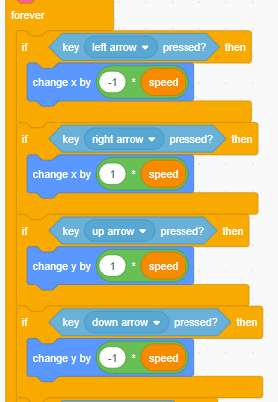 forever
if key left arrow pressed? then
change x by -1 * speed
if key right arrow pressed? then
change x by 1 * speed
if key up arrow pressed? then
change y by 1 * speed
if key down arrow pressed? then
change y by -1 * speed